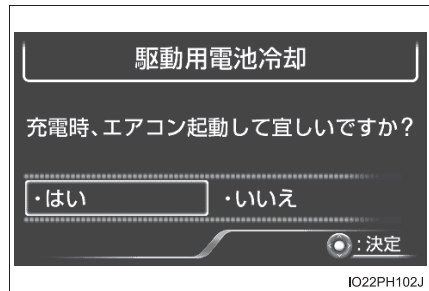 駆動用電池冷却
充電時、エアコン起動して宜しいですか?
・はい ・いいえ
:決定
IO22PH102J